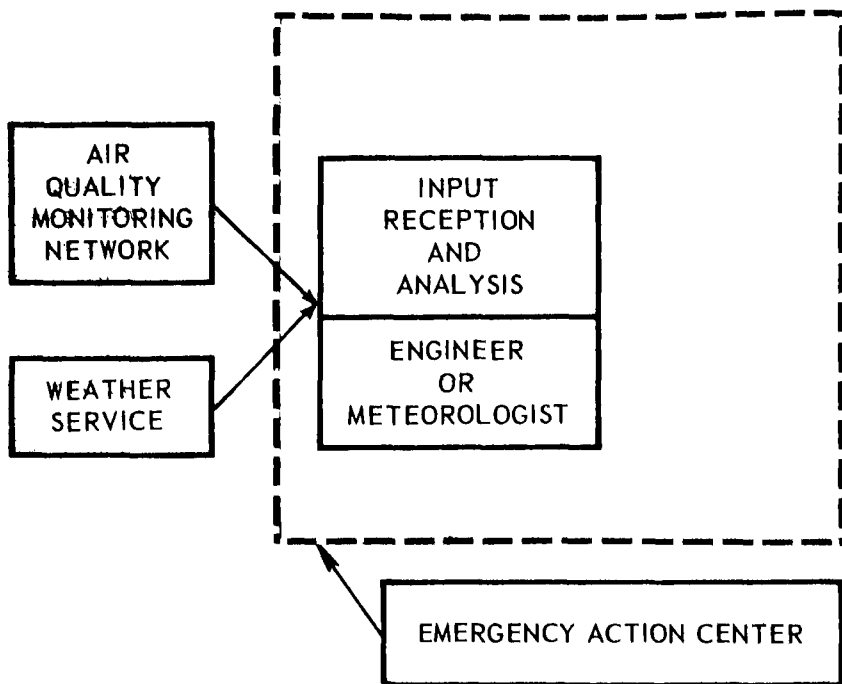 AIR
QUALITY
MONITORING
NETWORK
WEATHER
SERVICE
INPUT
RECEPTION
AND
ANALYSIS
ENGINEER
OR
METEOROLOGIST
EMERGENCY ACTION CENTER